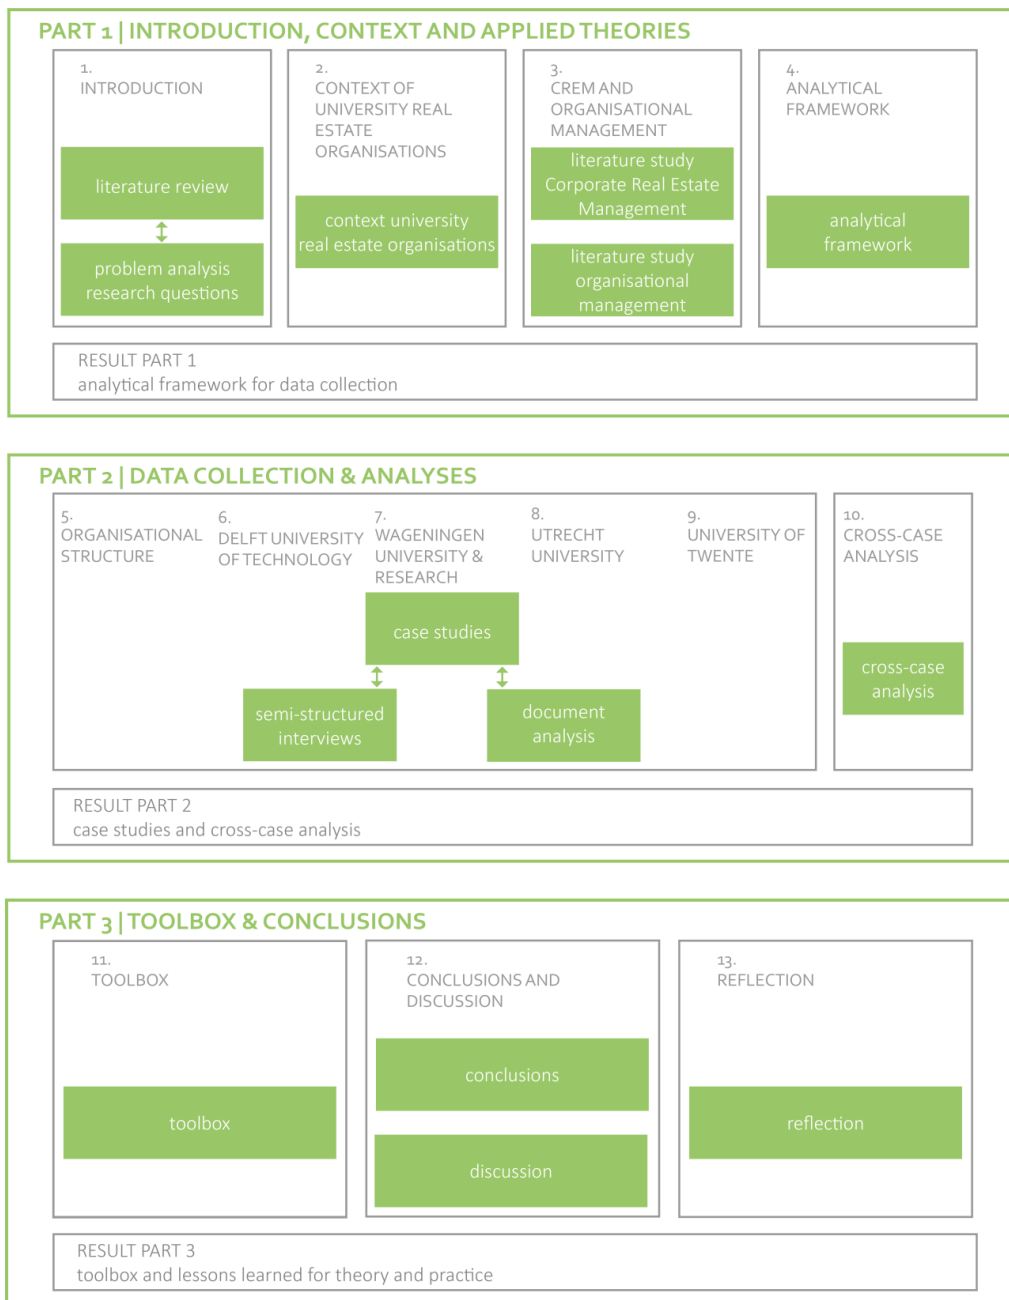 PART 1 | INTRODUCTION, CONTEXT AND APPLIED THEORIES
1.
INTRODUCTION
literature review
problem analysis
research questions
2.
CONTEXT OF
UNIVERSITY REAL
ESTATE
ORGANISATIONS
context university
real estate organisations
3.
CREM AND
ORGANISATIONAL
MANAGEMENT
literature study
Corporate Real Estate
Management
literature study
organisational
management
4.
ANALYTICAL
FRAMEWORK
analytical
framework
RESULT PART 1
analytical framework for data collection
PART 2 | DATA COLLECTION & ANALYSES
5.
ORGANISATIONAL
STRUCTURE
6.
DELFT UNIVERSITY
OF TECHNOLOGY
7.
WAGENINGEN
UNIVERSITY &
RESEARCH
8.
UTRECHT
UNIVERSITY
9.
UNIVERSITY OF
TWENTE
case studies
semi-structured
interviews
document
analysis
10.
CROSS-CASE
ANALYSIS
cross-case
analysis
RESULT PART 2
case studies and cross-case analysis
PART 3 | TOOLBOX & CONCLUSIONS
11.
TOOLBOX
toolbox
12.
CONCLUSIONS AND
DISCUSSION
conclusions
discussion
13.
REFLECTION
reflection
RESULT PART 3
toolbox and lessons learned for theory and practice